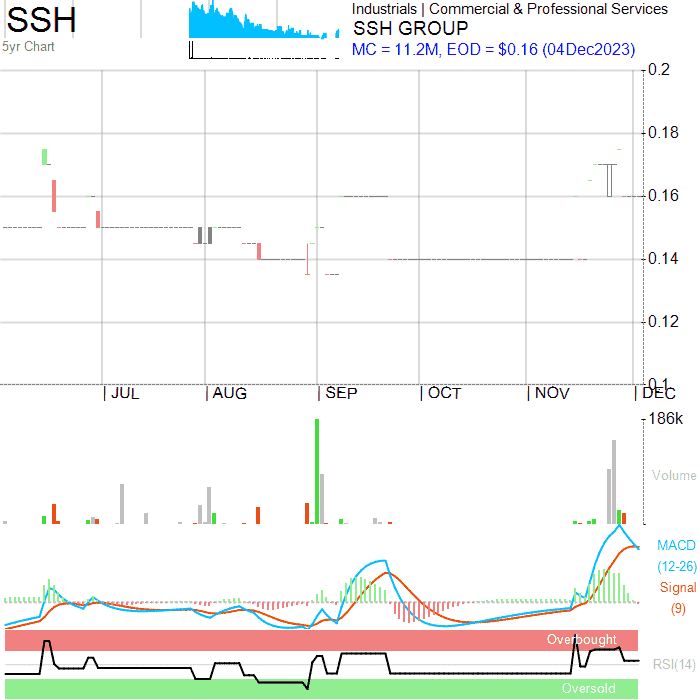 SSH
5yr Chart
Industrials | Commercial & Professional Services
SSH GROUP
MC = 11.2M, EOD = $0.16 (04Dec2023)
0.2
0.18
0.16
0.14
0.12
0.1
JUL
AUG
SEP
OCT
NOV
DEC
186k
Volume
MACD
(12-26)
Signal
(9)
Overbought
RSI(14)
Oversold